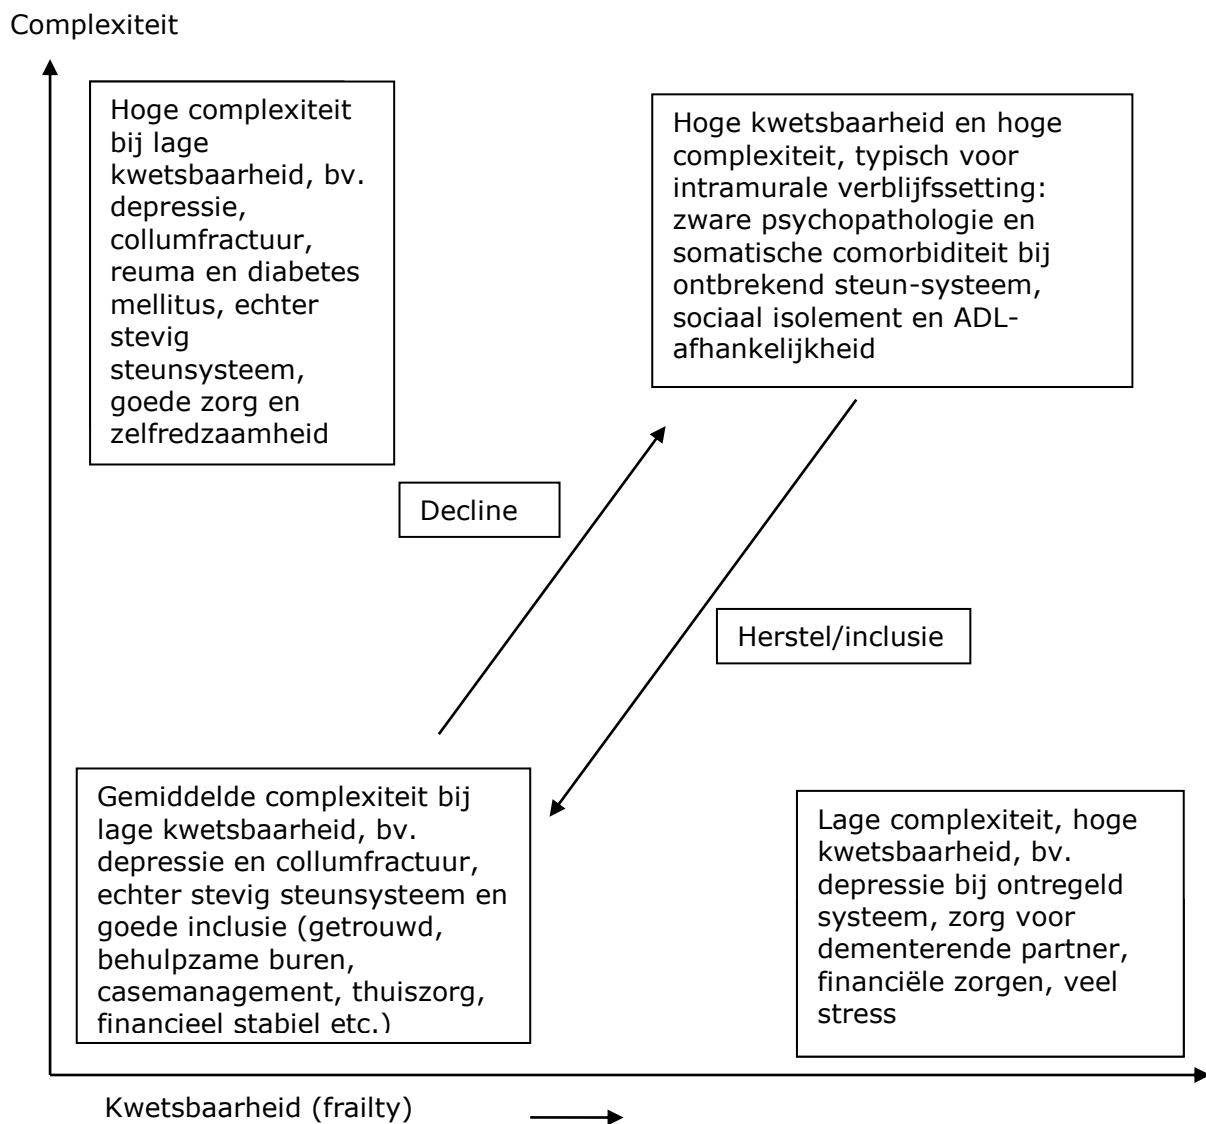 Complexiteit
Hoge complexiteit
bij lage
kwetsbaarheid, bv.
depressie,
collumfractuur,
reuma en diabetes
mellitus, echter
stevig
steunsysteem,
goede zorg en
zelfredzaamheid
Hoge kwetsbaarheid en hoge
complexiteit, typisch voor
intramurale verblijfssetting:
zware psychopathologie en
somatische comorbiditeit bij
ontbrekend steun-systeem,
sociaal isolement en ADL-
afhankelijkheid
Decline
Herstel/inclusie
Gemiddelde complexiteit bij
lage kwetsbaarheid, bv.
depressie en collumfractuur,
echter stevig steunsysteem en
goede inclusie (getrouwd,
behulpzame buren,
casemanagement, thuiszorg,
financieel stabiel etc.)
Lage complexiteit, hoge
kwetsbaarheid, bv.
depressie bij ontregeld
systeem, zorg voor
dementerende partner,
financiële zorgen, veel
stress
Kwetsbaarheid (frailty)